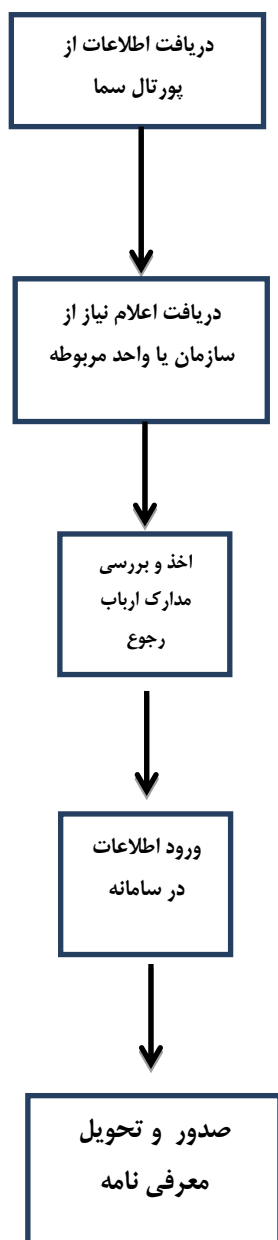 دریافت اطلاعات از
پورتال سما
دریافت اعلام نیاز از
سازمان یا واحد مربوطه
اخذ و بررسی
مدارک ارباب
رجوع
ورود اطلاعات
در سامانه
صدور و تحویل
معرفی نامه